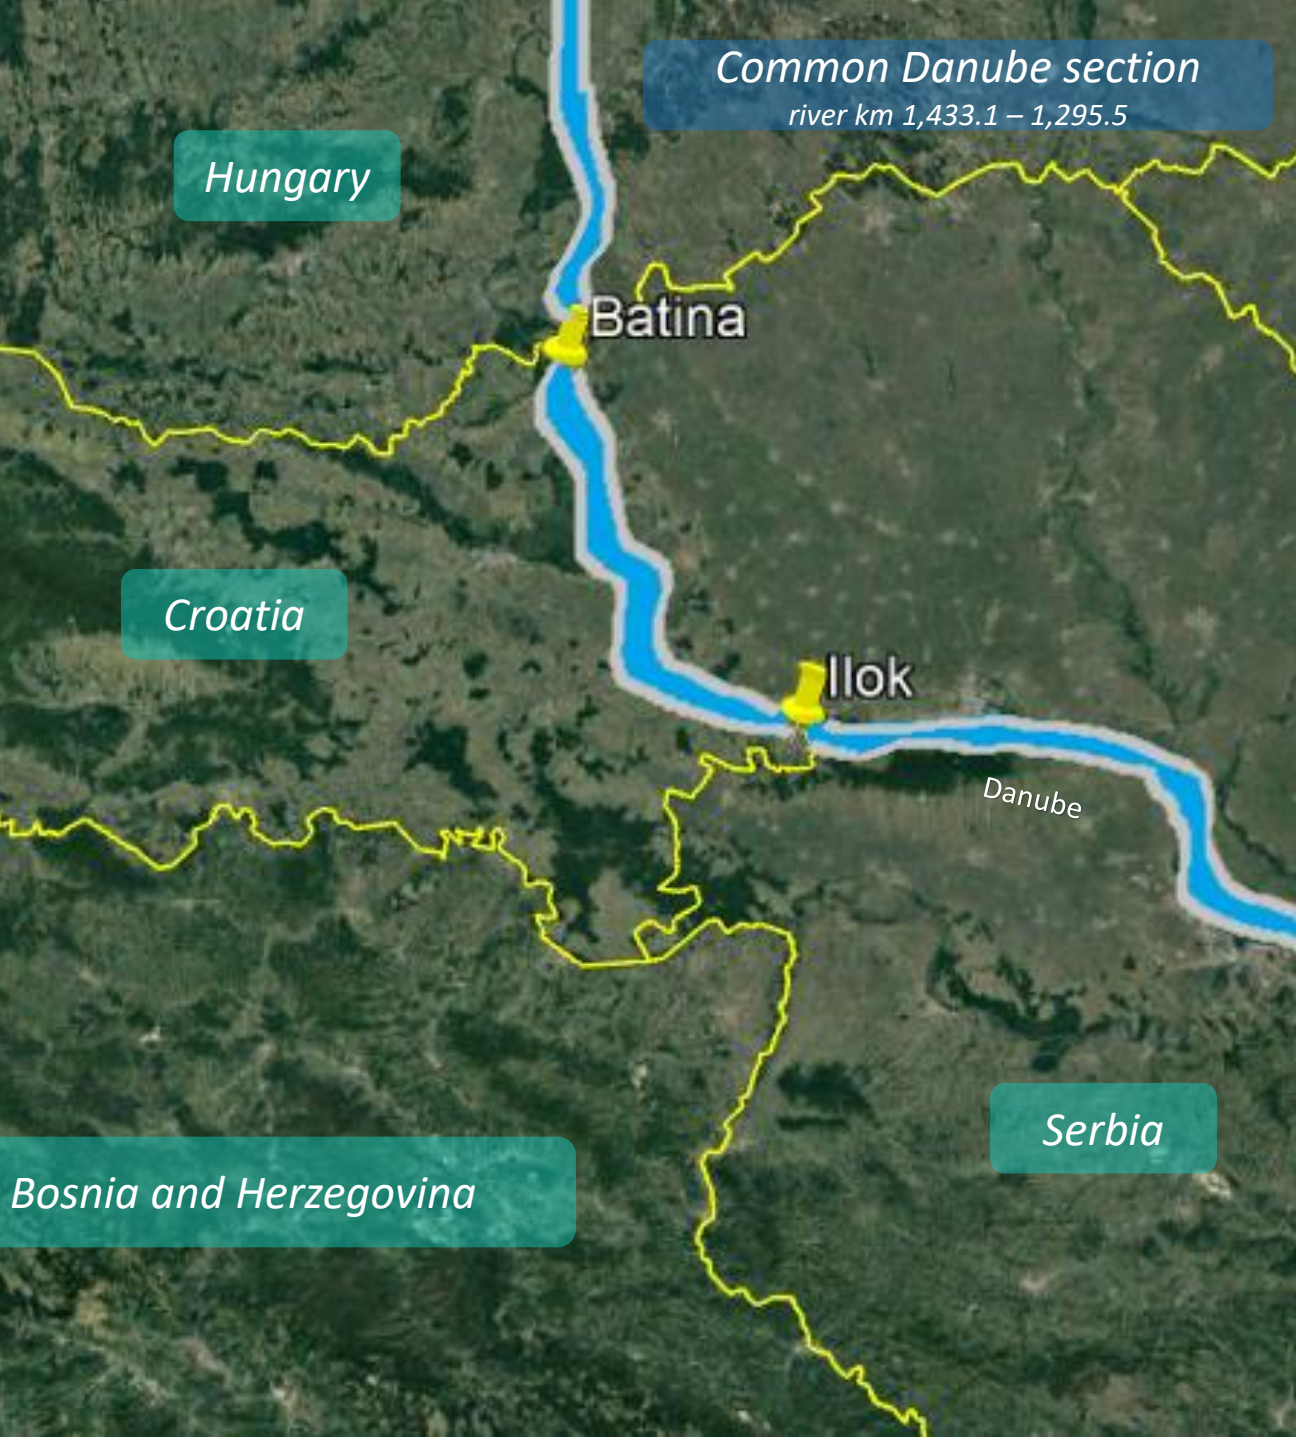 Common Danube section
river km 1,433.1 – 1,295.5
Hungary
Batina
Croatia
Ilok
Danube
Serbia
Bosnia and Herzegovina